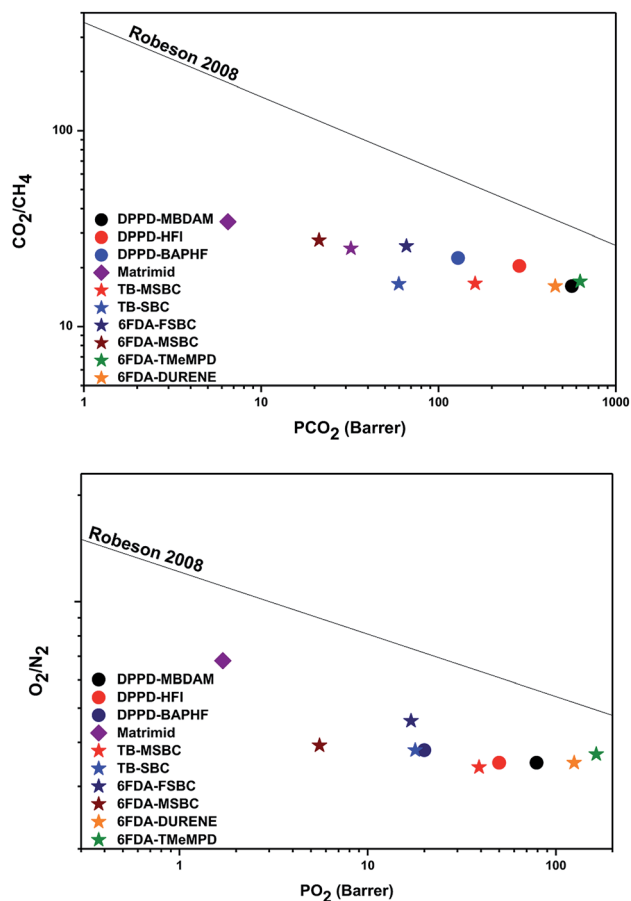 Robeson 2008
100
CO2/CH4
DPPD-MBDAM
DPPD-HFI
DPPD-BAPHF
Matrimid
TB-MSBC
TB-SBC
6FDA-FSBC
6FDA-MSBC
6FDA-TMeMPD
6FDA-DURENE
10
1 10 100 1000
PCO2 (Barrer)
Robeson 2008
O2/N2
DPPD-MBDAM
DPPD-HFI
DPPD-BAPHF
Matrimid
TB-MSBC
TB-SBC
6FDA-FSBC
6FDA-MSBC
6FDA-DURENE
6FDA-TMeMPD
1 10 100
PO2 (Barrer)